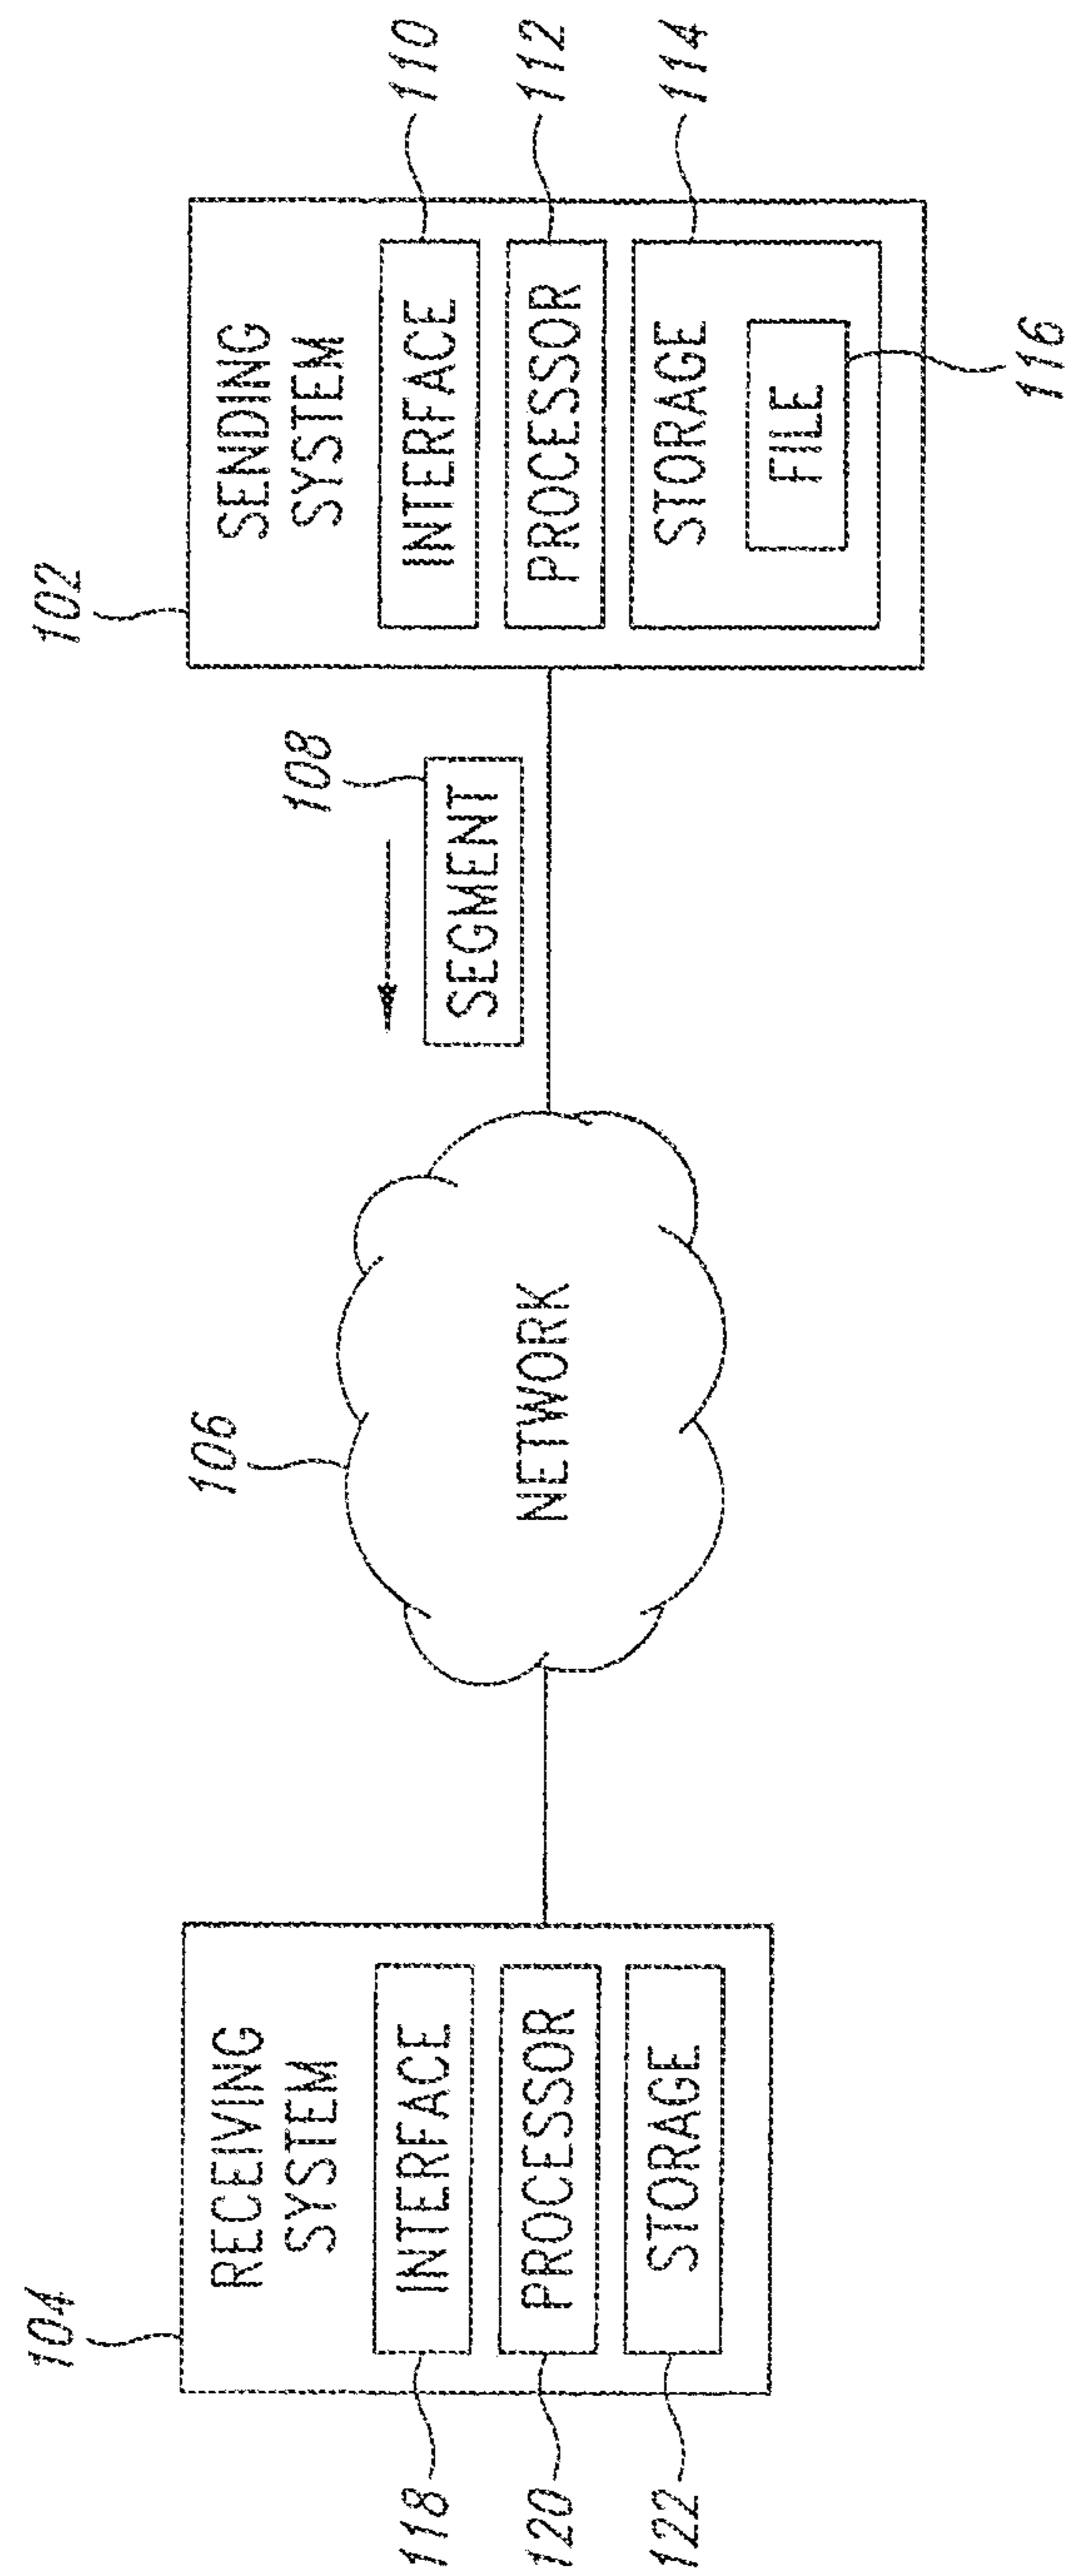 104
RECEIVING
SYSTEM
INTERFACE
PROCESSOR
STORAGE
118
120
122
106
NETWORK
108
SEGMENT
102
SENDING
SYSTEM
INTERFACE
PROCESSOR
STORAGE
FILE
110
112
114
116